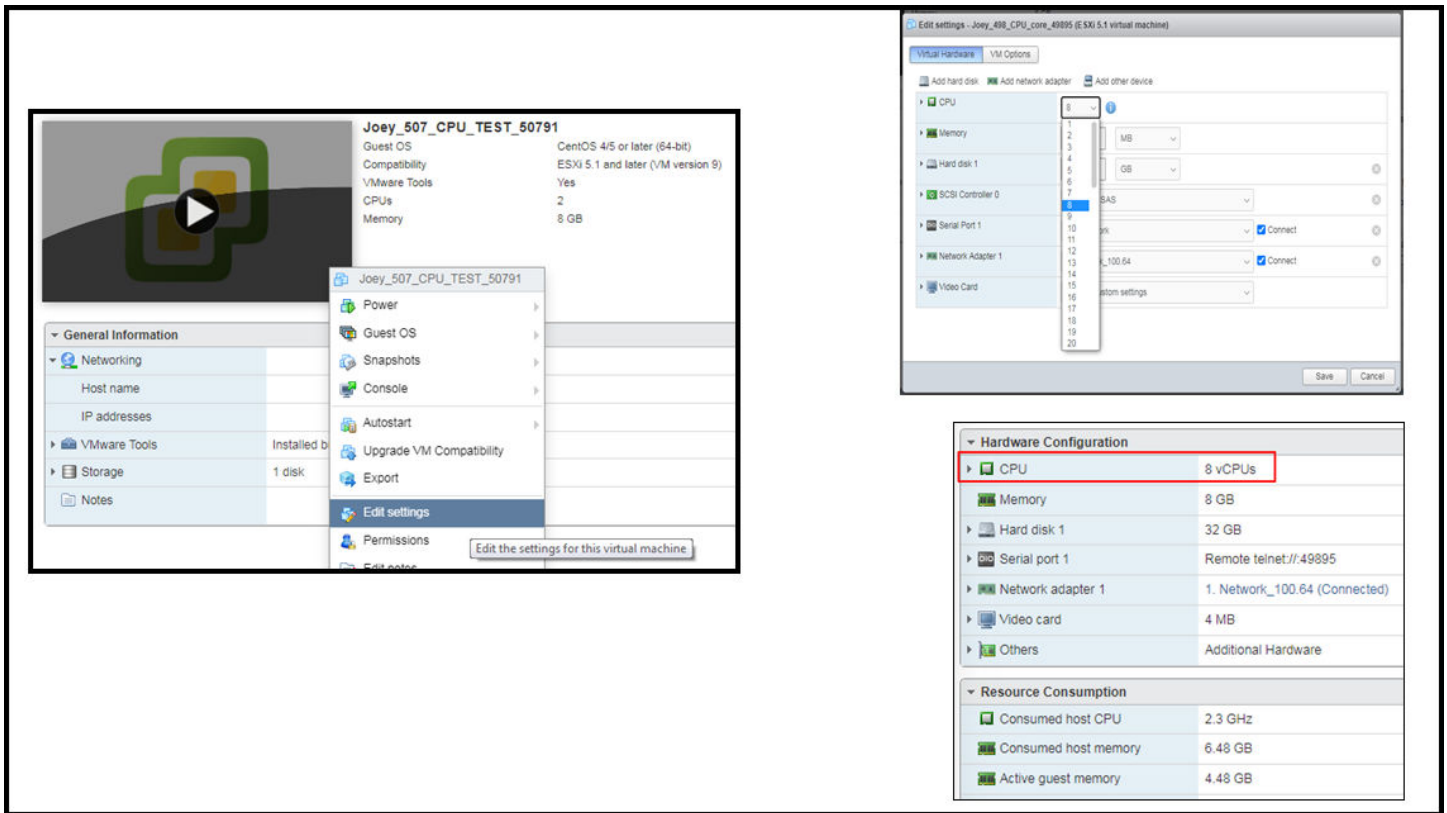 Joey_507_CPU_TEST_50791
Guest OS CentOS 4/5 or later (64-bit)
Compatibility ESXi 5.1 and later (VM version 9)
VMware Tools Yes
CPUs 2
Memory 8 GB
Joey_507_CPU_TEST_50791
Power
Guest OS
Snapshots
Console
Autostart
Upgrade VM Compatibility
Export
Edit settings
Permissions
Edit the settings for this virtual machine
Edit notes
General Information
Networking
Host name
IP addresses
VMware Tools Installed b
Storage 1 disk
Notes
Edit settings - Joey_498_CPU_core_49895 (ESXi 5.1 virtual machine)
Virtual Hardware VM Options
Add hard disk Add network adapter Add other device
CPU 8
Memory MB
Hard disk 1 GB
SCSI Controller 0 SAS
Serial Port 1 Connect
Network Adapter 1 _100.64 Connect
Video Card stom settings
1
2
3
4
5
6
7
8
9
10
11
12
13
14
15
16
17
18
19
20
Save Cancel
Hardware Configuration
CPU 8 vCPUs
Memory 8 GB
Hard disk 1 32 GB
Serial port 1 Remote telnet://:49895
Network adapter 1 1. Network_100.64 (Connected)
Video card 4 MB
Others Additional Hardware
Resource Consumption
Consumed host CPU 2.3 GHz
Consumed host memory 6.48 GB
Active guest memory 4.48 GB